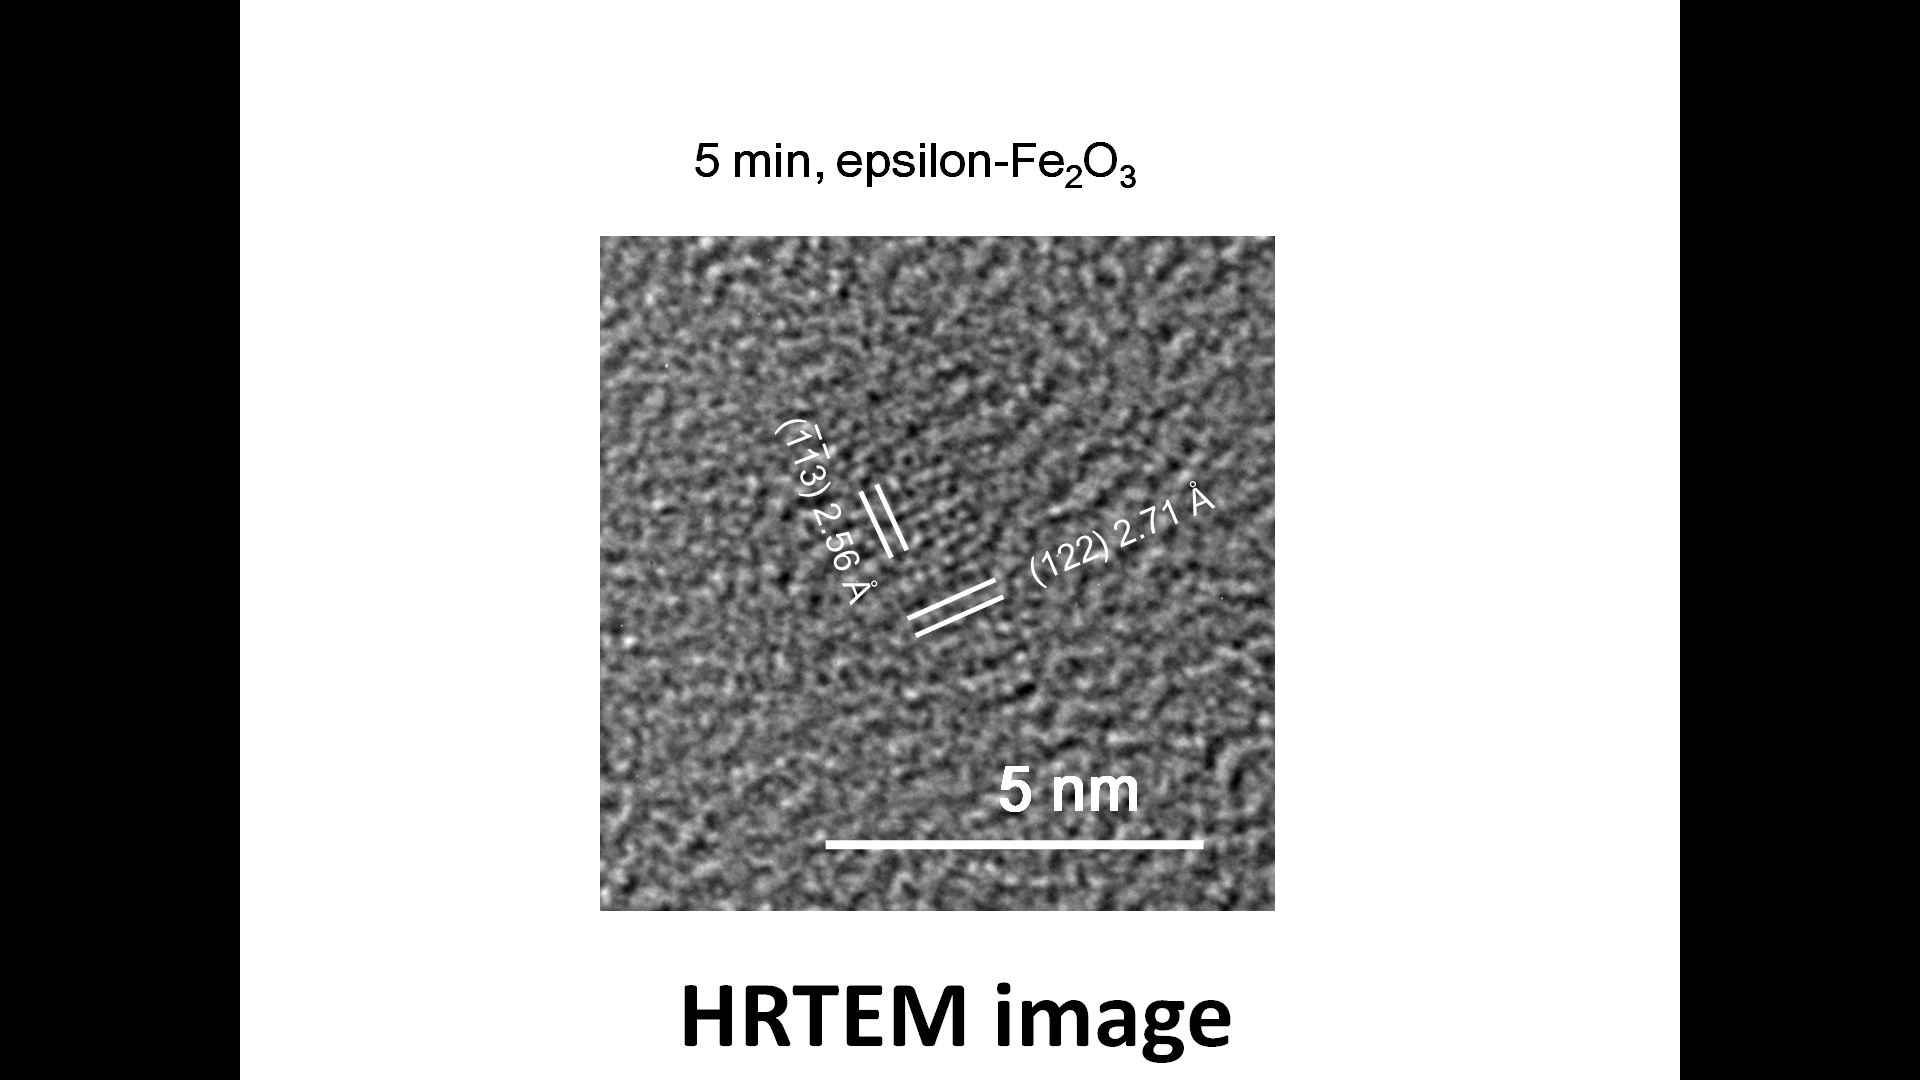 5 min, epsilon-Fe₂O₃
(1̅1̅3) 2.56 Å
(122) 2.71 Å
5 nm
HRTEM image